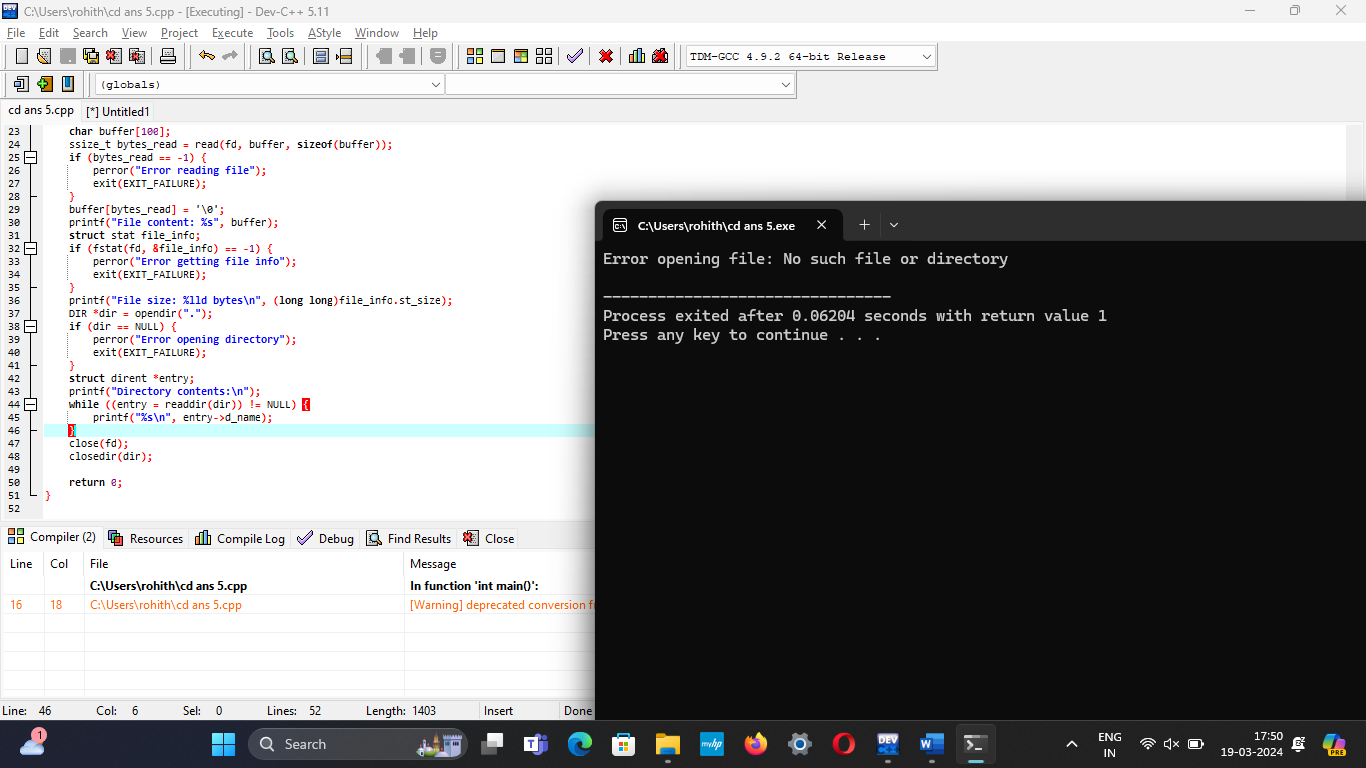 C:\Users\rohith\cd ans 5.cpp - [Executing] - Dev-C++ 5.11
File Edit Search View Project Execute Tools AStyle Window Help
TDM-GCC 4.9.2 64-bit Release
(globals)
cd ans 5.cpp [*] Untitled1
23 char buffer[100];
24 ssize_t bytes_read = read(fd, buffer, sizeof(buffer));
25 if (bytes_read == -1) {
26 perror("Error reading file");
27 exit(EXIT_FAILURE);
28 }
29 buffer[bytes_read] = '\0';
30 printf("File content: %s", buffer);
31 struct stat file_info;
32 if (fstat(fd, &file_info) == -1) {
33 perror("Error getting file info");
34 exit(EXIT_FAILURE);
35 }
36 printf("File size: %lld bytes\n", (long long)file_info.st_size);
37 DIR *dir = opendir(".");
38 if (dir == NULL) {
39 perror("Error opening directory");
40 exit(EXIT_FAILURE);
41 }
42 struct dirent *entry;
43 printf("Directory contents:\n");
44 while ((entry = readdir(dir)) != NULL) {
45 printf("%s\n", entry->d_name);
46 }
47 close(fd);
48 closedir(dir);
49
50 return 0;
51 }
52
C:\Users\rohith\cd ans 5.exe
Error opening file: No such file or directory
--------------------------------
Process exited after 0.06204 seconds with return value 1
Press any key to continue . . .
Compiler (2) Resources Compile Log Debug Find Results Close
Line Col File Message
C:\Users\rohith\cd ans 5.cpp In function 'int main()':
16 18 C:\Users\rohith\cd ans 5.cpp [Warning] deprecated conversion
Line: 46 Col: 6 Sel: 0 Lines: 52 Length: 1403 Insert Done
1
Search
myhp
DEV
ENG
IN
17:50
19-03-2024
PRE